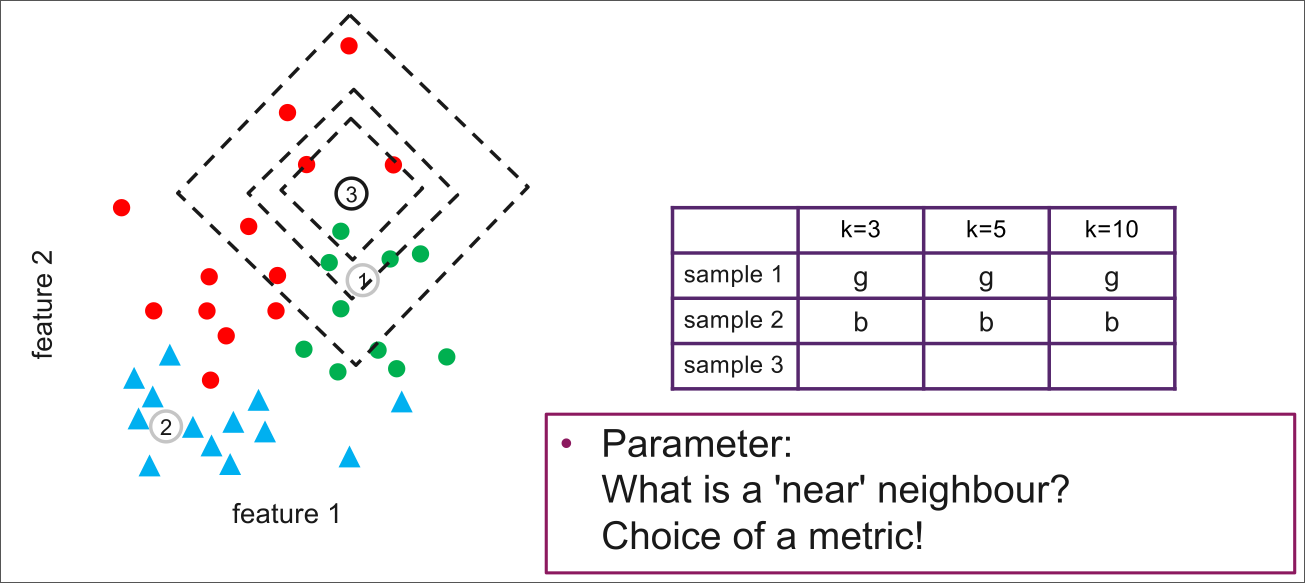 3
1
2
feature 2
feature 1
k=3 k=5 k=10
sample 1 g g g
sample 2 b b b
sample 3
• Parameter:
What is a 'near' neighbour?
Choice of a metric!